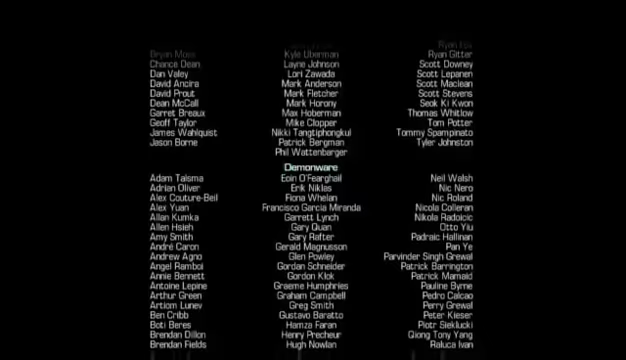 Ryan Fox
Bryan Moss Kyle Uberman Ryan Gitter
Chance Dean Layne Johnson Scott Downey
Dan Valey Lori Zawada Scott Lepanen
David Ancira Mark Anderson Scott Maclean
David Prout Mark Fletcher Scott Stevens
Dean McCall Mark Horony Seok Ki Kwon
Garret Breaux Max Hoberman Thomas Whitlow
Geoff Taylor Mike Clopper Tom Potter
James Wahlquist Nikki Tangtiphongkul Tommy Spampinato
Jason Borne Patrick Bergman Tyler Johnston
Phil Wattenbarger
Demonware
Adam Talsma Eoin O'Fearghail Neil Walsh
Adrian Oliver Erik Niklas Nic Nero
Alex Couture-Beil Fiona Whelan Nic Roland
Alex Yuan Francisco Garcia Miranda Nicola Colleran
Allan Kumka Garrett Lynch Nikola Radoicic
Allen Hsieh Gary Quan Otto Yiu
Amy Smith Gary Rafter Padraic Hallinan
André Caron Gerald Magnusson Pan Ye
Andrew Agno Glen Powley Parvinder Singh Grewal
Angel Ramboi Gordan Schneider Patrick Barrington
Annie Bennett Gordon Klok Patrick Mamaid
Antoine Lepine Graeme Humphries Pauline Byrne
Arthur Green Graham Campbell Pedro Calcao
Artiom Lunev Greg Smith Perry Grewal
Ben Cribb Gustavo Baratto Peter Kieser
Boti Beres Hamza Faran Piotr Sieklucki
Brendan Dillon Henry Precheur Qiong Tony Yang
Brendan Fields Hugh Nowlan Raluca Ivan